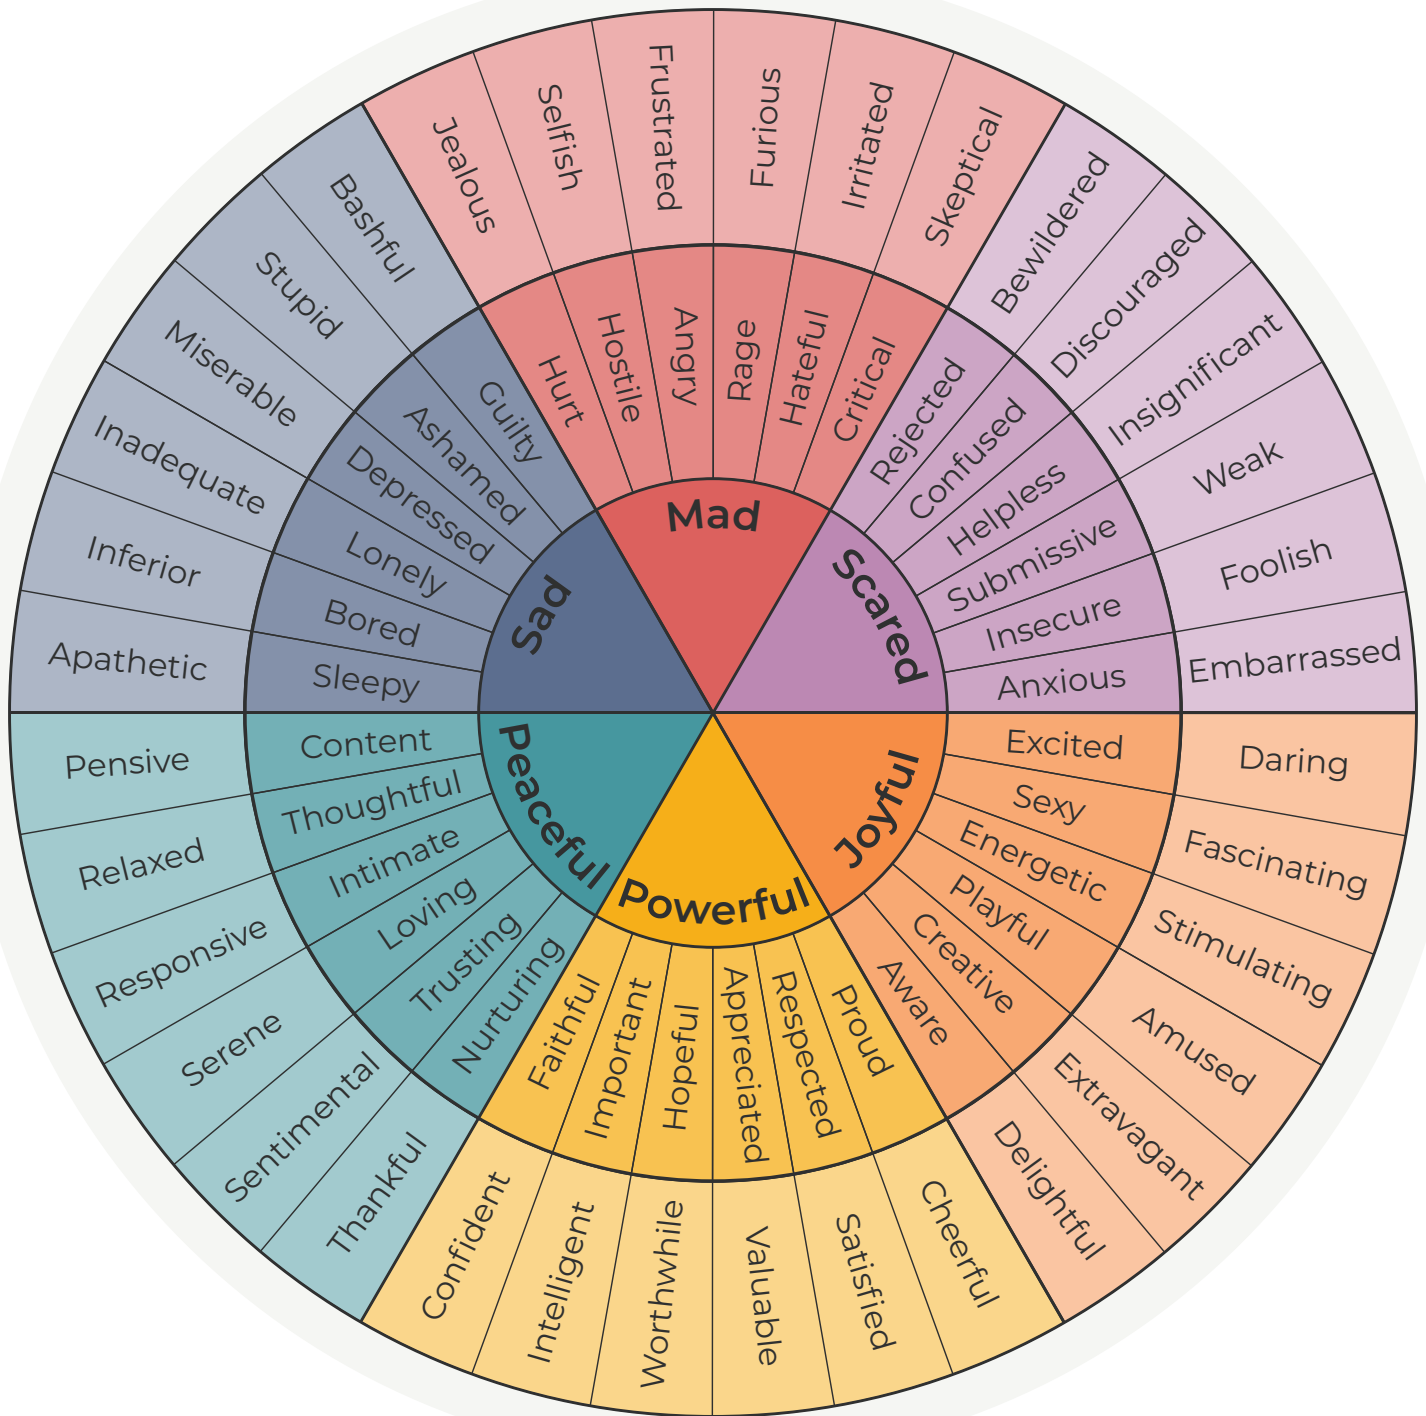 Mad
Scared
Joyful
Powerful
Peaceful
Sad
Hurt
Hostile
Angry
Rage
Hateful
Critical
Rejected
Confused
Helpless
Submissive
Insecure
Anxious
Excited
Sexy
Energetic
Playful
Creative
Aware
Proud
Respected
Appreciated
Hopeful
Important
Faithful
Nurturing
Trusting
Loving
Intimate
Thoughtful
Content
Sleepy
Bored
Lonely
Depressed
Ashamed
Guilty
Jealous
Selfish
Frustrated
Furious
Irritated
Skeptical
Bewildered
Discouraged
Insignificant
Weak
Foolish
Embarrassed
Daring
Fascinating
Stimulating
Amused
Extravagant
Delightful
Cheerful
Satisfied
Valuable
Worthwhile
Intelligent
Confident
Thankful
Sentimental
Serene
Responsive
Relaxed
Pensive
Apathetic
Inferior
Inadequate
Miserable
Stupid
Bashful